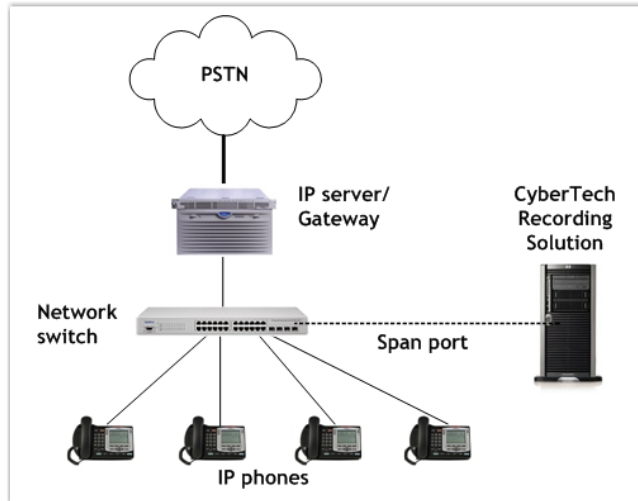 PSTN
IP server/
Gateway
CyberTech
Recording
Solution
Network
switch
Span port
IP phones